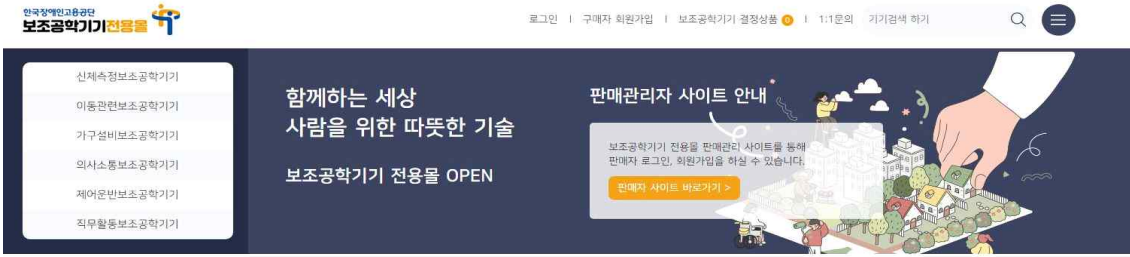 한국장애인고용공단
보조공학기기전용몰
로그인 | 구매자 회원가입 | 보조공학기기 결정상품 0 | 1:1문의 기기검색 하기
신체측정보조공학기기
이동관련보조공학기기
가구설비보조공학기기
의사소통보조공학기기
제어운반보조공학기기
직무활동보조공학기기
함께하는 세상
사람을 위한 따뜻한 기술
보조공학기기 전용몰 OPEN
판매관리자 사이트 안내
보조공학기기 전용몰 판매관리 사이트를 통해
판매자 로그인, 회원가입을 하실 수 있습니다.
판매자 사이트 바로가기 >